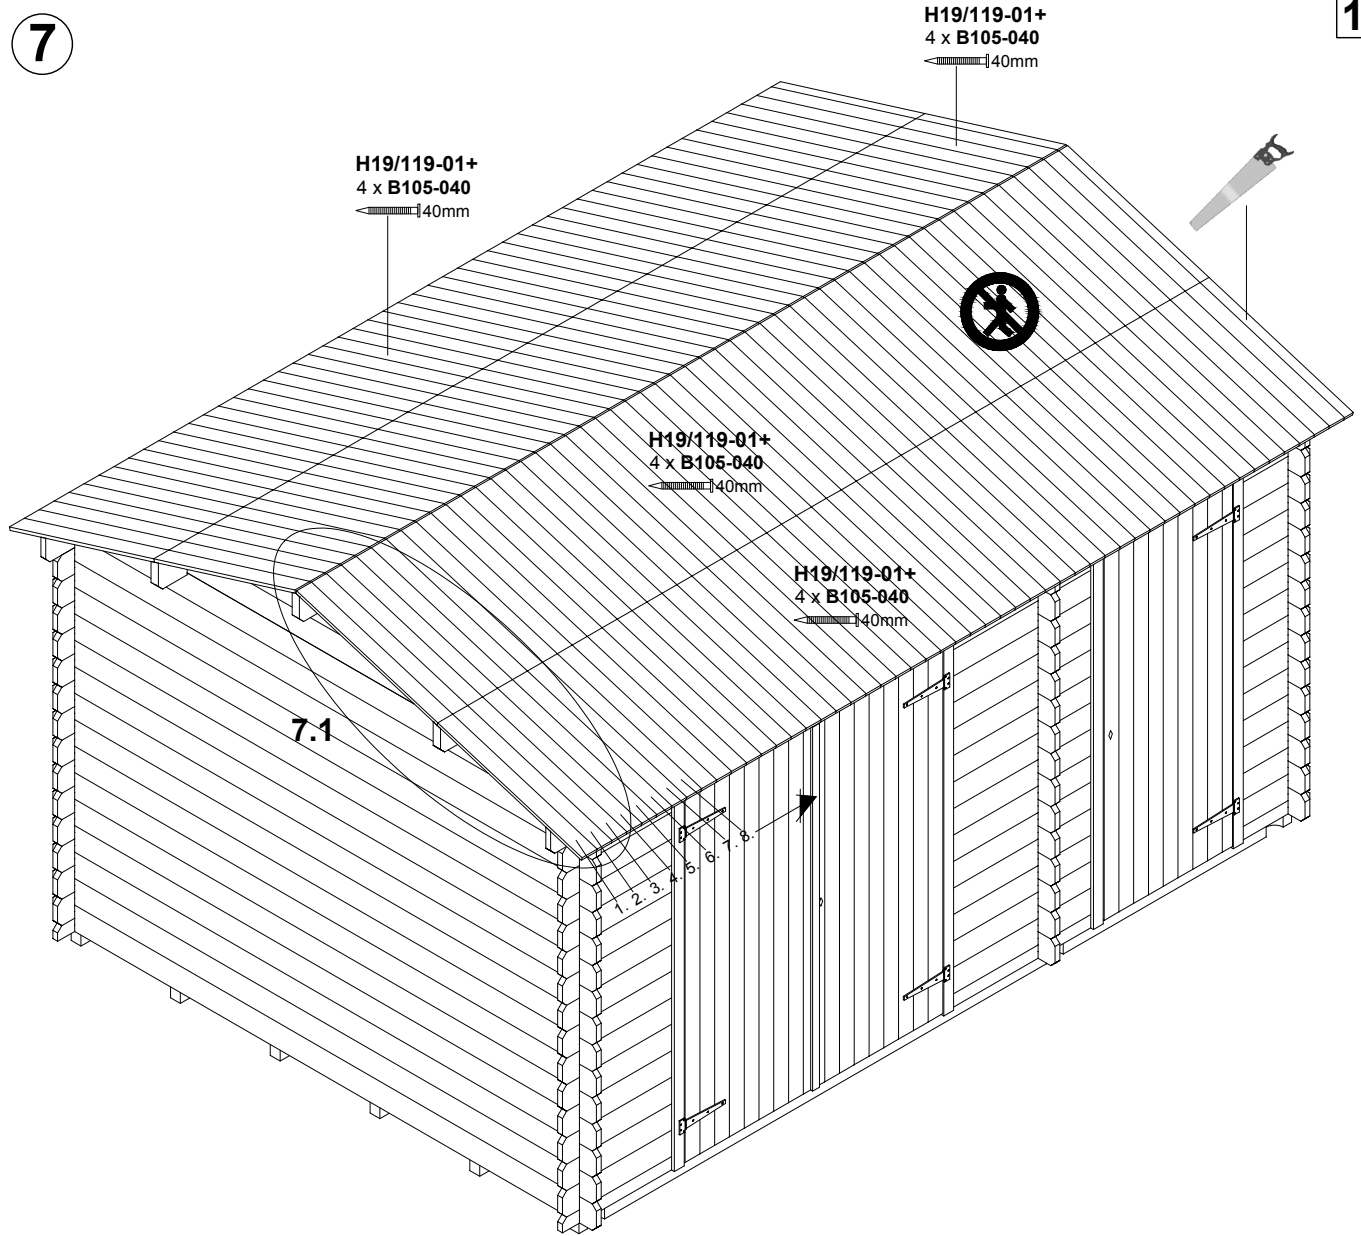 7
H19/119-01+
4 x B105-040
40mm
1
H19/119-01+
4 x B105-040
40mm
H19/119-01+
4 x B105-040
40mm
H19/119-01+
4 x B105-040
40mm
7.1
1. 2. 3. 4. 5. 6. 7. 8.